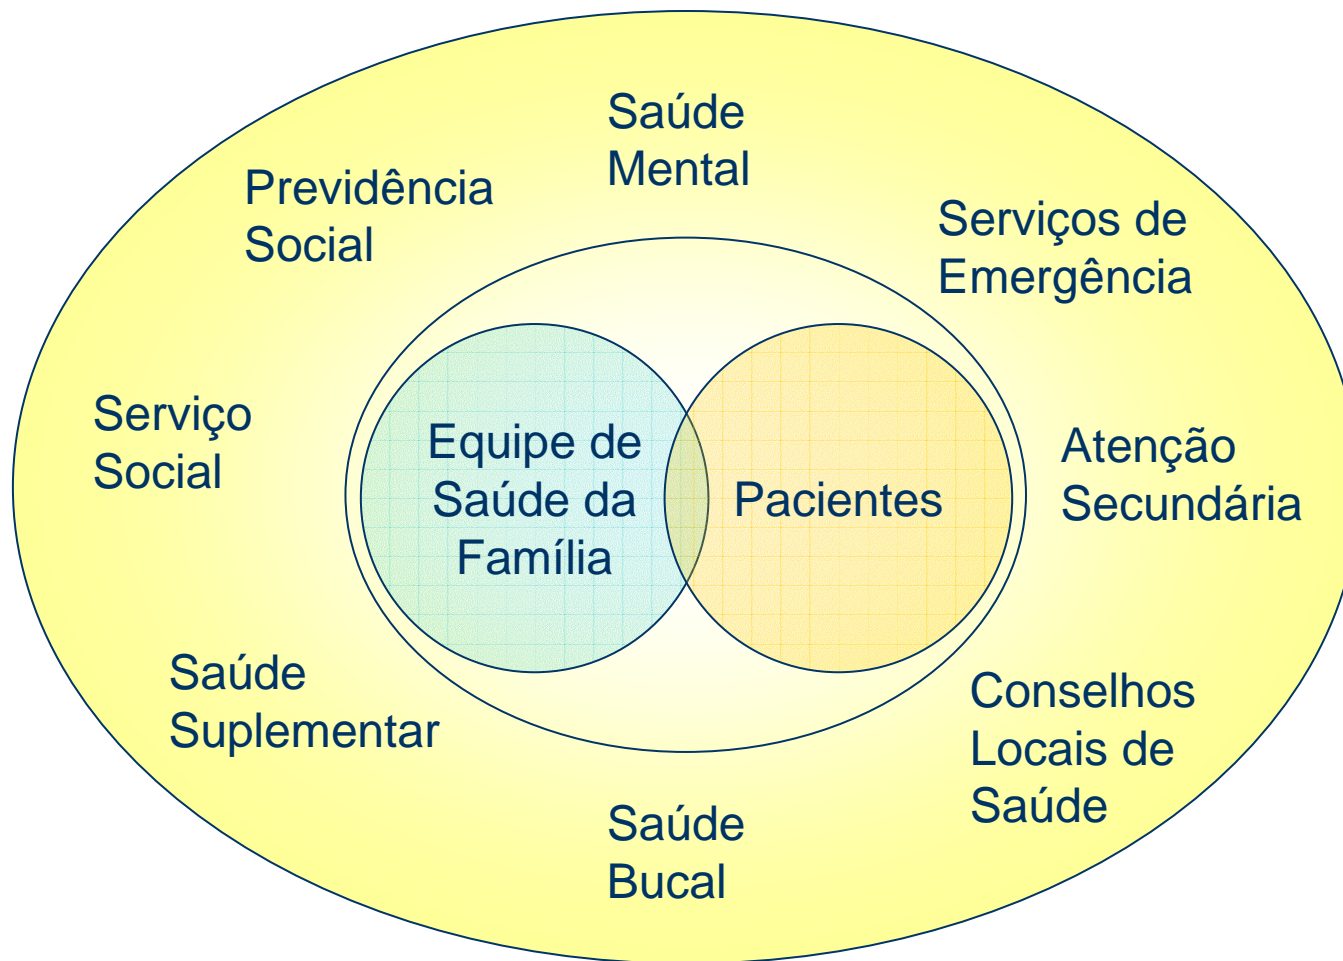 Saúde
Mental
Previdência
Social
Serviços de
Emergência
Serviço
Social
Equipe de
Saúde da
Família
Pacientes
Atenção
Secundária
Saúde
Suplementar
Conselhos
Locais de
Saúde
Saúde
Bucal